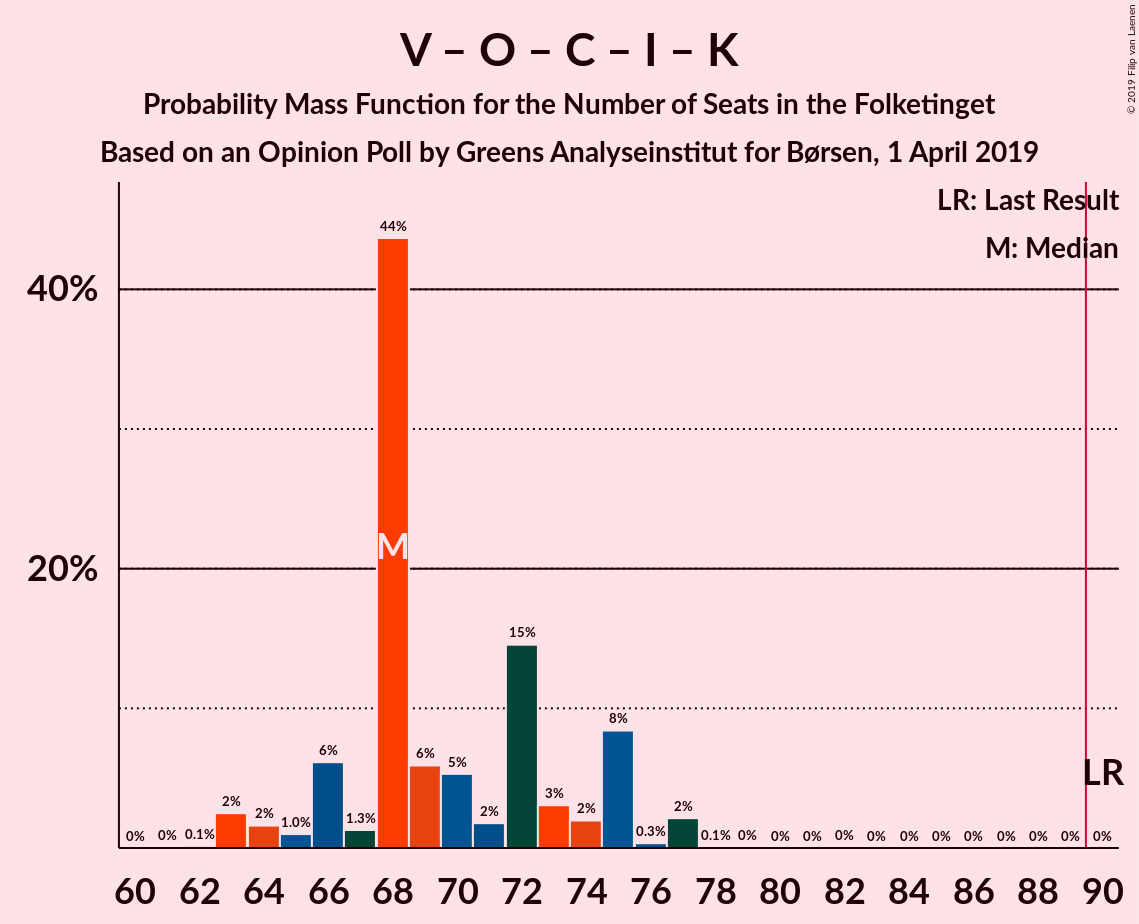 V – O – C – I – K
Probability Mass Function for the Number of Seats in the Folketinget
Based on an Opinion Poll by Greens Analyseinstitut for Børsen, 1 April 2019
© 2019 Filip van Laenen
LR: Last Result
M: Median
40%
20%
0% 0% 0.1% 2% 2% 1.0% 6% 1.3% 44% 6% 5% 2% 15% 3% 2% 8% 0.3% 2% 0.1% 0% 0% 0% 0% 0% 0% 0% 0% 0% 0% 0% 0%
M
LR
60 62 64 66 68 70 72 74 76 78 80 82 84 86 88 90